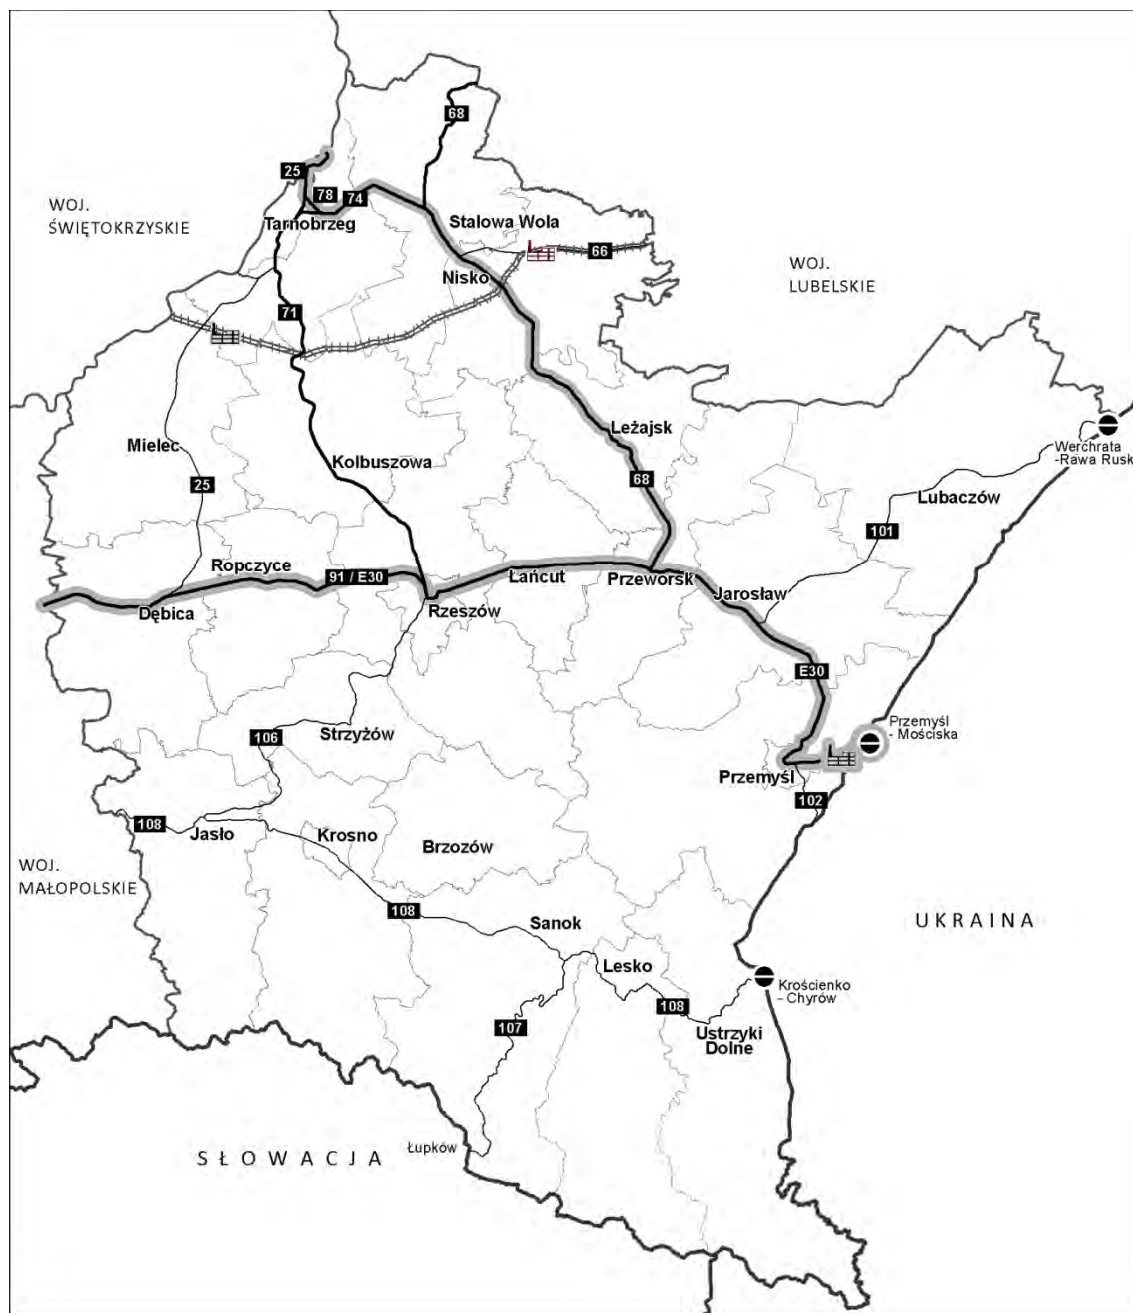 68
25
78
74
WOJ.
ŚWIĘTOKRZYSKIE
Tarnobrzeg
Stalowa Wola
66
WOJ.
LUBELSKIE
Nisko
71
Mielec
Leżajsk
Kolbuszowa
Werchrata
-Rawa Rusk
25
68
Lubaczów
101
Ropczyce
91 / E30
Łańcut
Przeworsk
Jarosław
Dębica
Rzeszów
E30
Przemyśl
- Mościska
106
Strzyżów
Przemyśl
102
108
Jasło
Krosno
Brzozów
WOJ.
MAŁOPOLSKIE
108
Sanok
UKRAINA
Lesko
Krościenko
- Chyrów
108
107
Ustrzyki
Dolne
Łupków
SŁOWACJA